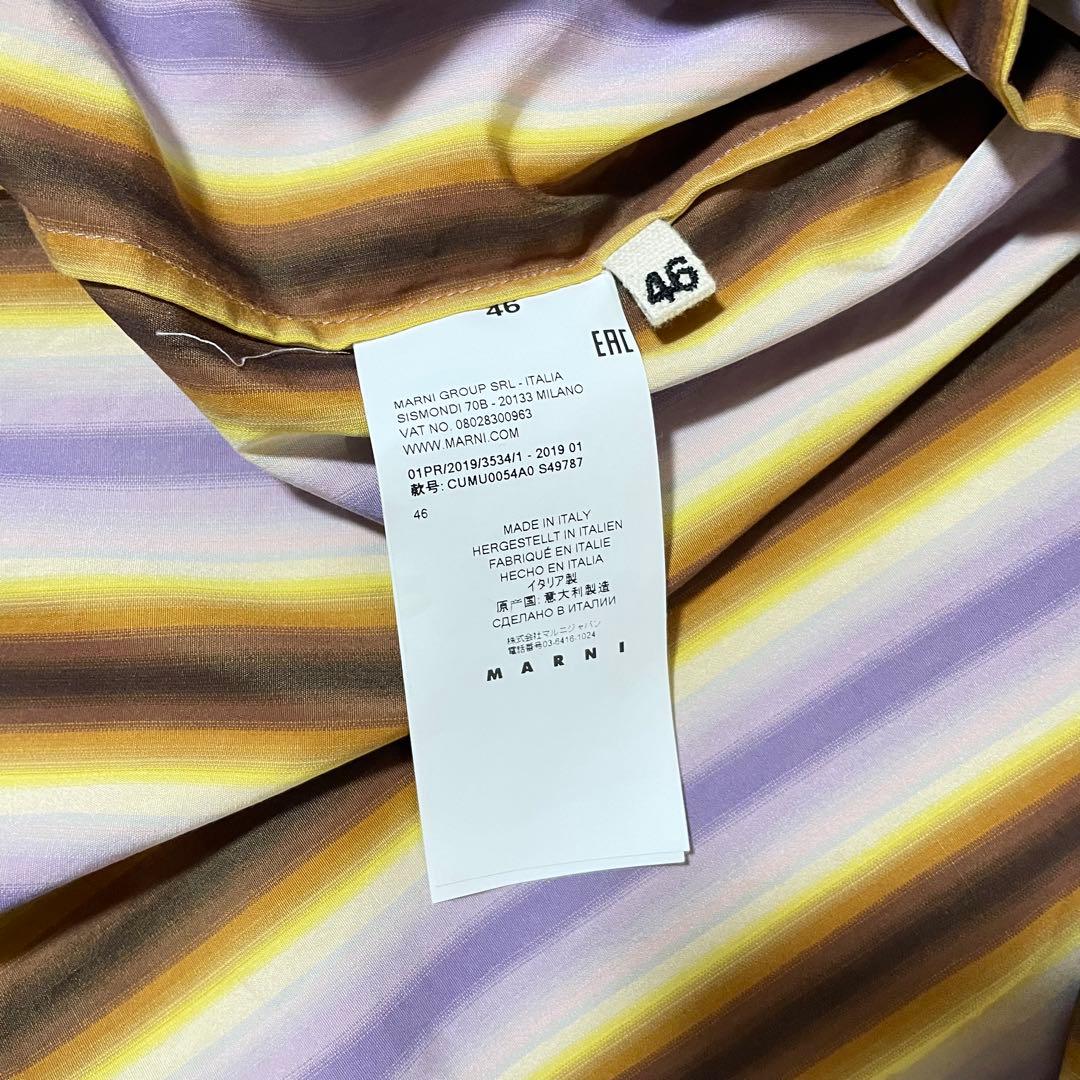 46
46
EAC
MARNI GROUP SRL - ITALIA
SISMONDI 70B - 20133 MILANO
VAT NO. 08028300963
WWW.MARNI.COM
01PR/2019/3534/1 - 2019 01
款号: CUMU0054A0 S49787
46
MADE IN ITALY
HERGESTELLT IN ITALIEN
FABRIQUÉ EN ITALIE
HECHO EN ITALIA
イタリア製
原产国: 意大利製造
СДЕЛАНО В ИТАЛИИ
株式会社マルニジャパン
電話番号03-6416-1024
MARNI